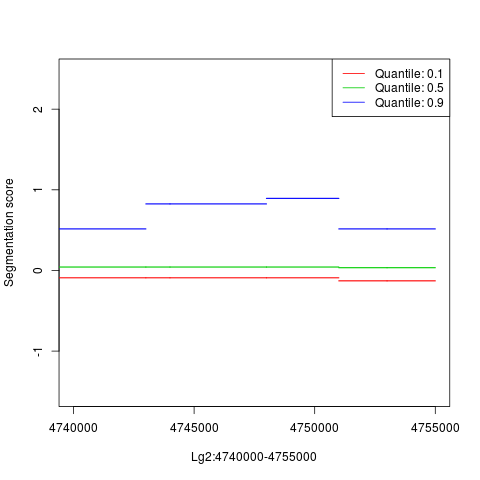 Quantile: 0.1
Quantile: 0.5
Quantile: 0.9
Segmentation score
2
1
0
-1
4740000 4745000 4750000 4755000
Lg2:4740000-4755000